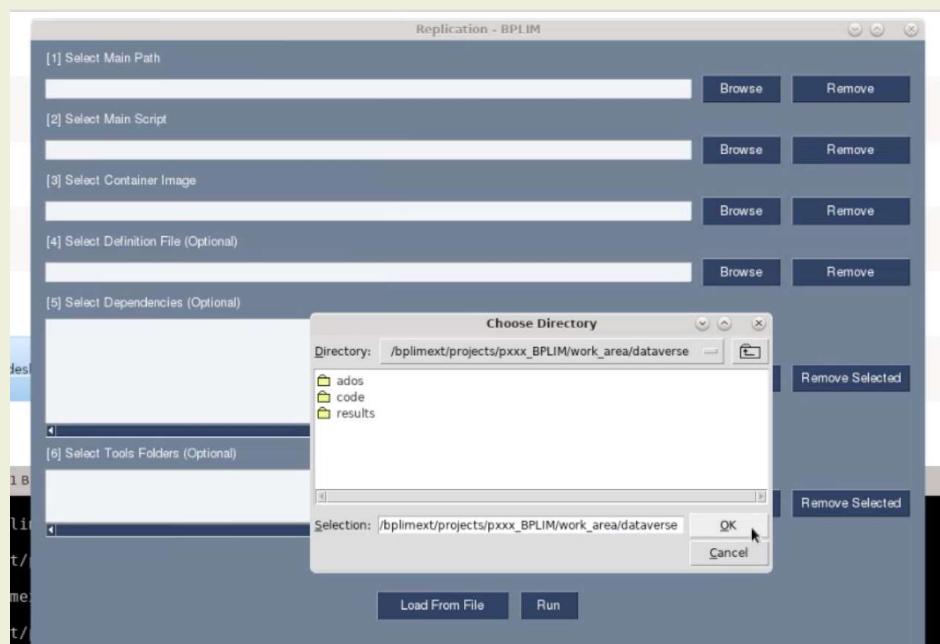 Replication - BPLIM
[1] Select Main Path
Browse Remove
[2] Select Main Script
Browse Remove
[3] Select Container Image
Browse Remove
[4] Select Definition File (Optional)
Browse Remove
[5] Select Dependencies (Optional)
Choose Directory
Directory: /bplimext/projects/pxxx_BPLIM/work_area/dataverse
ados
code
results
Remove Selected
[6] Select Tools Folders (Optional)
Selection: /bplimext/projects/pxxx_BPLIM/work_area/dataverse OK
Cancel
Remove Selected
Load From File Run